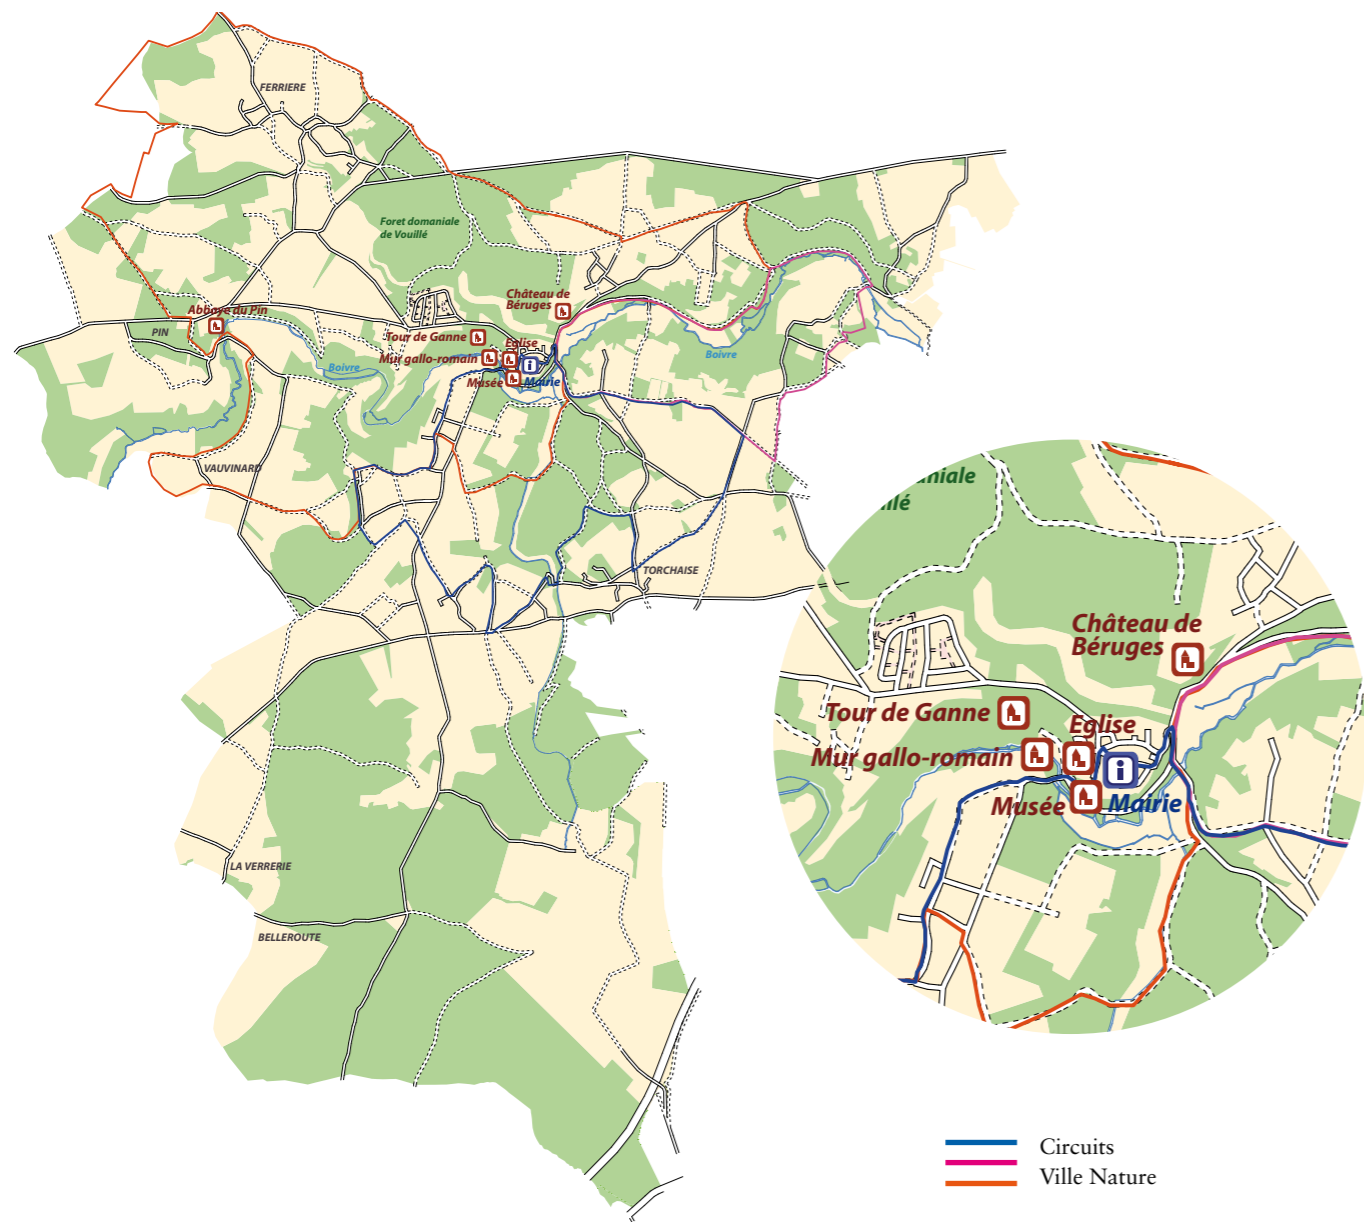 FERRIERE
Foret domaniale
de Vouillé
Château de
Béruges
Abbaye du Pin
PIN
Tour de Ganne
Eglise
Mur gallo-romain
Boivre
Boivre
Musée
Mairie
VAUVINARD
TORCHAISE
LA VERRERIE
BELLEROUTE
aniale
illé
Château de
Béruges
Tour de Ganne
Eglise
Mur gallo-romain
i
Musée
Mairie
Circuits
Ville Nature